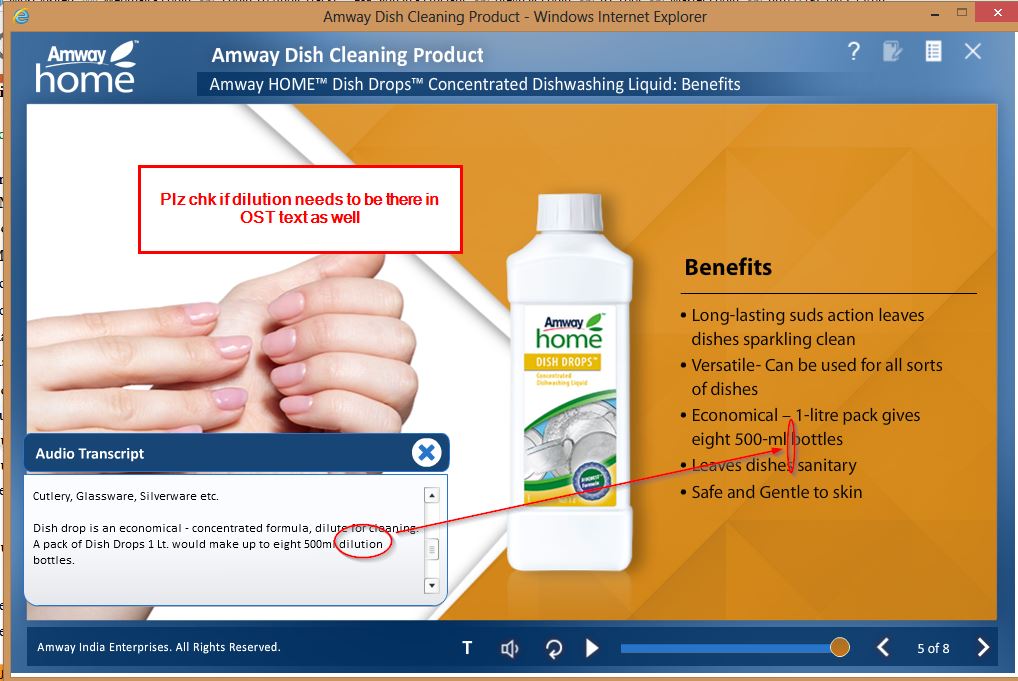 Amway Dish Cleaning Product - Windows Internet Explorer
Amway™
home
Amway Dish Cleaning Product
Amway HOME™ Dish Drops™ Concentrated Dishwashing Liquid: Benefits
?
Plz chk if dilution needs to be there in
OST text as well
Amway
home™
DISH DROPS™
Concentrated
Dishwashing Liquid
Benefits
• Long-lasting suds action leaves
dishes sparkling clean
• Versatile- Can be used for all sorts
of dishes
• Economical – 1-litre pack gives
eight 500-ml bottles
• Leaves dishes sanitary
• Safe and Gentle to skin
Audio Transcript
Cutlery, Glassware, Silverware etc.
Dish drop is an economical - concentrated formula, dilute for cleaning.
A pack of Dish Drops 1 Lt. would make up to eight 500ml dilution
bottles.
Amway India Enterprises. All Rights Reserved.
T
5 of 8